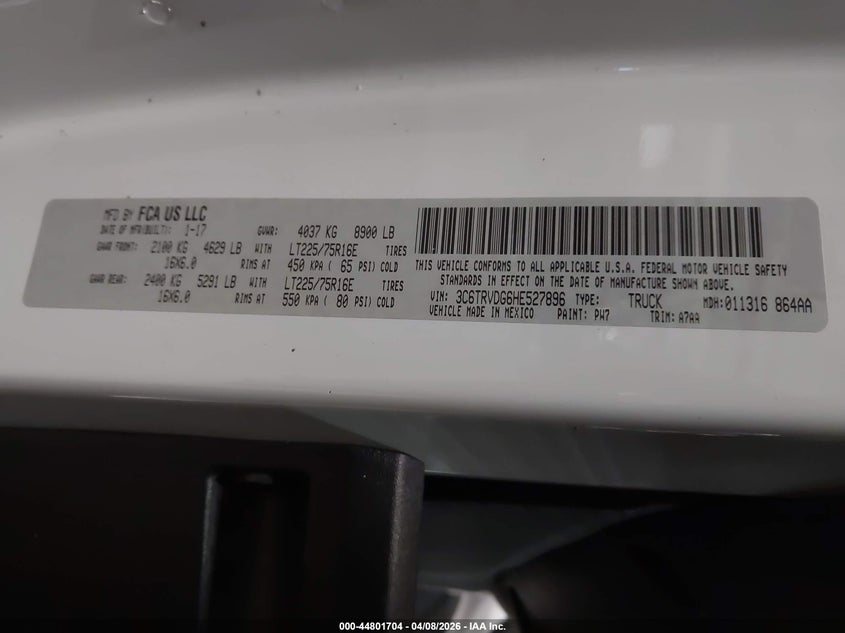 MFD BY FCA US LLC
DATE OF MFR(BUILT): 1-17 GVWR: 4037 KG 8900 LB
GAWR FRONT: 2100 KG 4629 LB WITH LT225/75R16E TIRES
16X6.0 RIMS AT 450 KPA ( 65 PSI) COLD
GAWR REAR: 2400 KG 5291 LB WITH LT225/75R16E TIRES
16X6.0 RIMS AT 550 KPA ( 80 PSI) COLD
THIS VEHICLE CONFORMS TO ALL APPLICABLE U.S.A. FEDERAL MOTOR VEHICLE SAFETY
STANDARDS IN EFFECT ON THE DATE OF MANUFACTURE SHOWN ABOVE.
VIN: 3C6TRVDG6HE527896 TYPE: TRUCK MDH:011316 864AA
VEHICLE MADE IN MEXICO PAINT: PW7 TRIM: A7AA
000-44801704 - 04/08/2026 - IAA Inc.